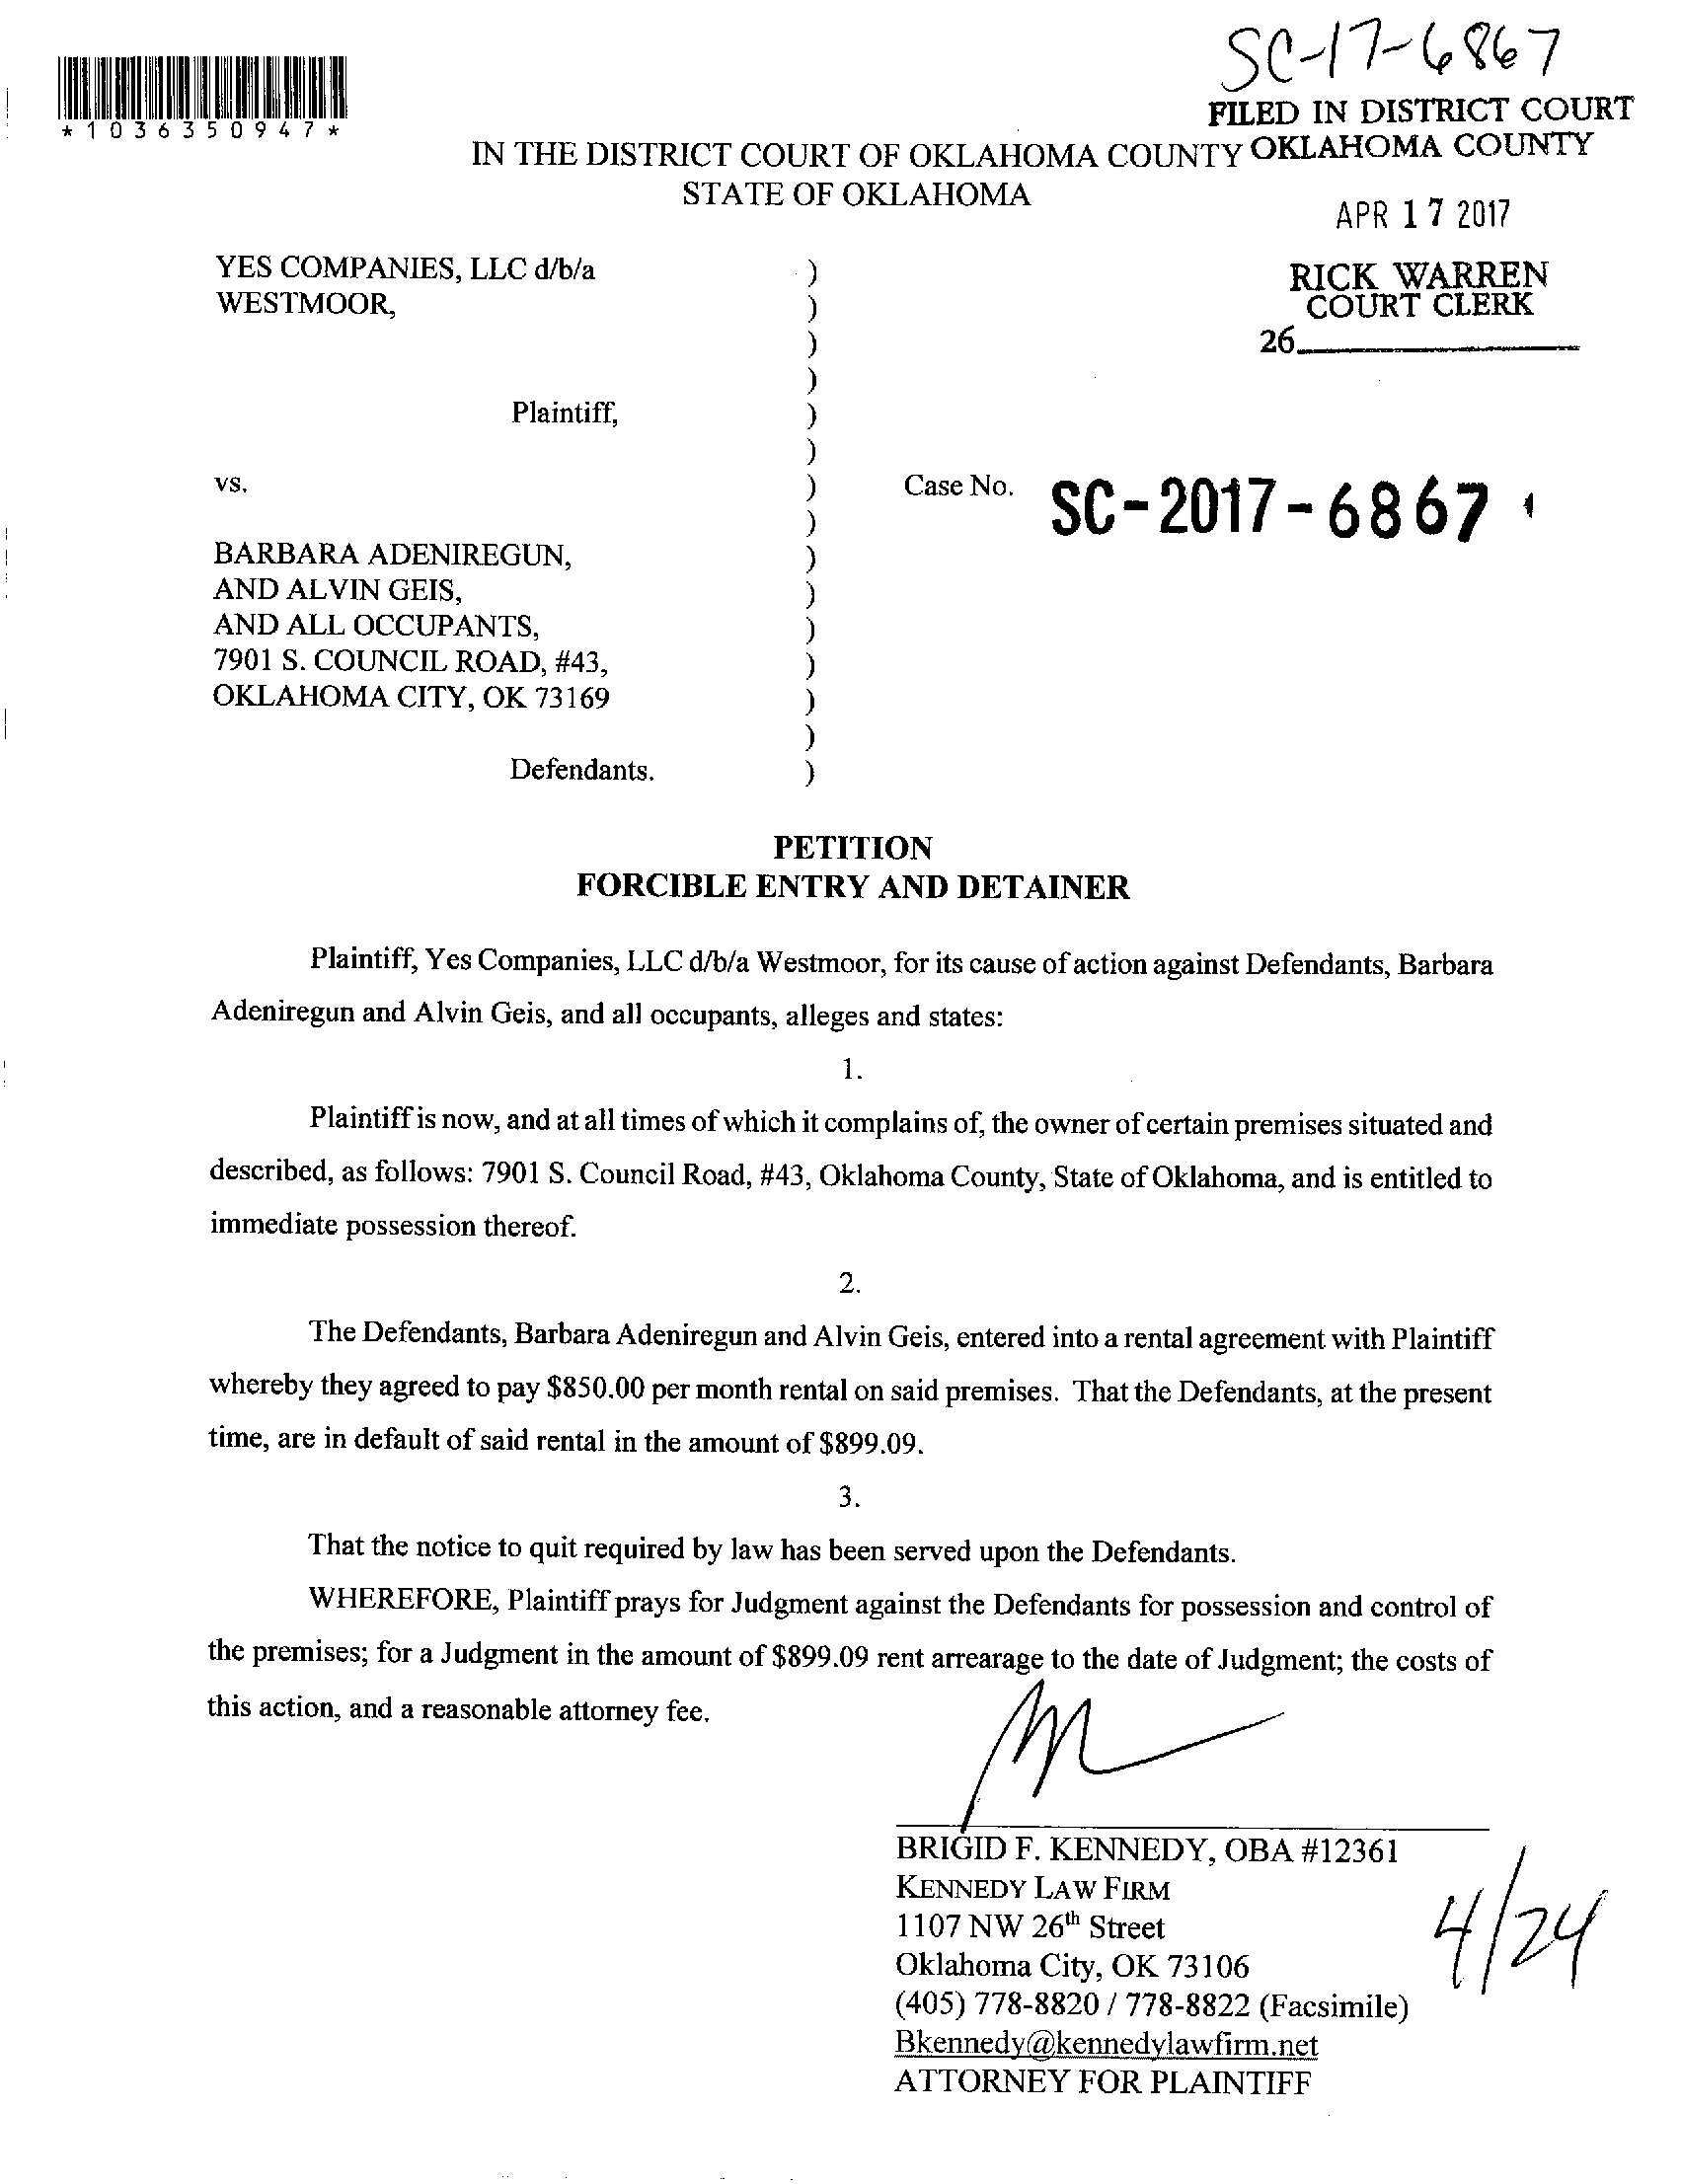 SC-17-6867
FILED IN DISTRICT COURT
OKLAHOMA COUNTY
*1036350947*
IN THE DISTRICT COURT OF OKLAHOMA COUNTY
STATE OF OKLAHOMA
APR 17 2017
RICK WARREN
COURT CLERK
26
YES COMPANIES, LLC d/b/a )
WESTMOOR, )
)
)
Plaintiff, )
)
vs. ) Case No. SC-2017-6867
)
BARBARA ADENIREGUN, )
AND ALVIN GEIS, )
AND ALL OCCUPANTS, )
7901 S. COUNCIL ROAD, #43, )
OKLAHOMA CITY, OK 73169 )
)
Defendants. )
PETITION
FORCIBLE ENTRY AND DETAINER
Plaintiff, Yes Companies, LLC d/b/a Westmoor, for its cause of action against Defendants, Barbara
Adeniregun and Alvin Geis, and all occupants, alleges and states:
1.
Plaintiff is now, and at all times of which it complains of, the owner of certain premises situated and
described, as follows: 7901 S. Council Road, #43, Oklahoma County, State of Oklahoma, and is entitled to
immediate possession thereof.
2.
The Defendants, Barbara Adeniregun and Alvin Geis, entered into a rental agreement with Plaintiff
whereby they agreed to pay $850.00 per month rental on said premises. That the Defendants, at the present
time, are in default of said rental in the amount of $899.09.
3.
That the notice to quit required by law has been served upon the Defendants.
WHEREFORE, Plaintiff prays for Judgment against the Defendants for possession and control of
the premises; for a Judgment in the amount of $899.09 rent arrearage to the date of Judgment; the costs of
this action, and a reasonable attorney fee.
BRIGID F. KENNEDY, OBA #12361
KENNEDY LAW FIRM
1107 NW 26th Street
Oklahoma City, OK 73106
(405) 778-8820 / 778-8822 (Facsimile)
Bkennedy@kennedylawfirm.net
ATTORNEY FOR PLAINTIFF
4/24